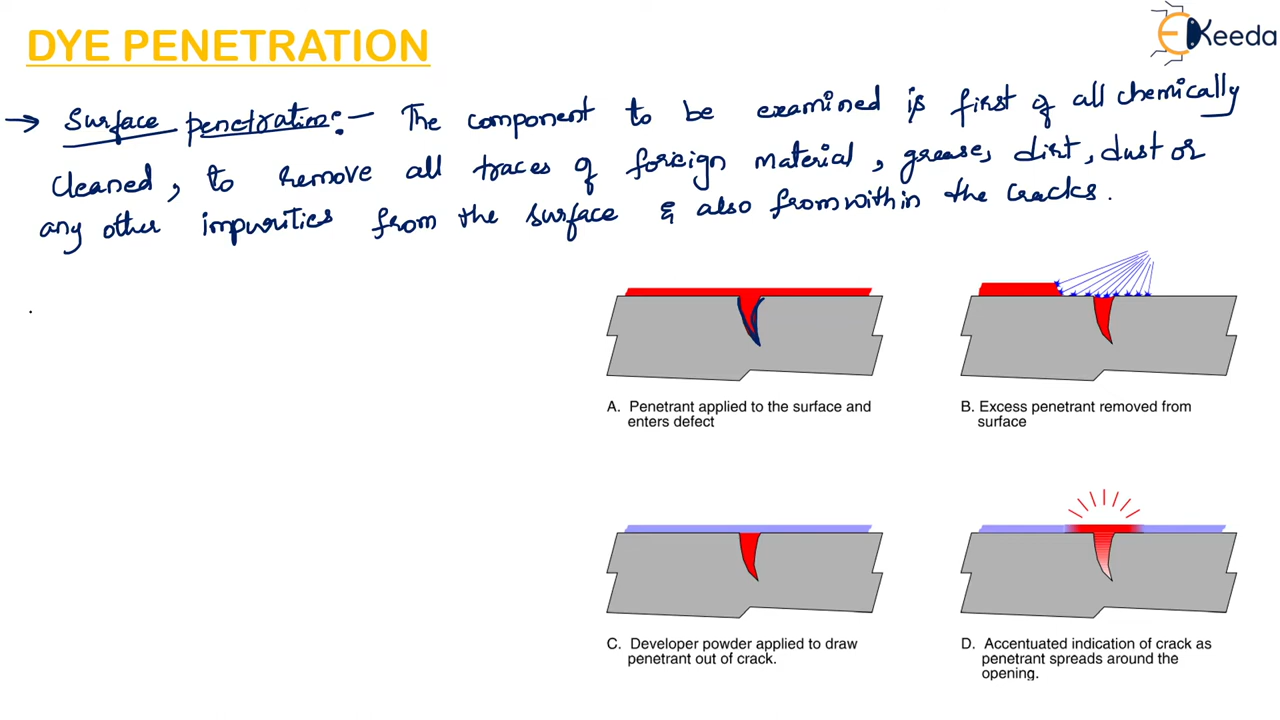 DYE PENETRATION
EKeeda
→ Surface penetration:- The component to be examined is first of all chemically
cleaned, to remove all traces of foreign material, grease, dirt, dust or
any other impurities from the surface & also from within the cracks.
A. Penetrant applied to the surface and
enters defect
B. Excess penetrant removed from
surface
C. Developer powder applied to draw
penetrant out of crack.
D. Accentuated indication of crack as
penetrant spreads around the
opening.